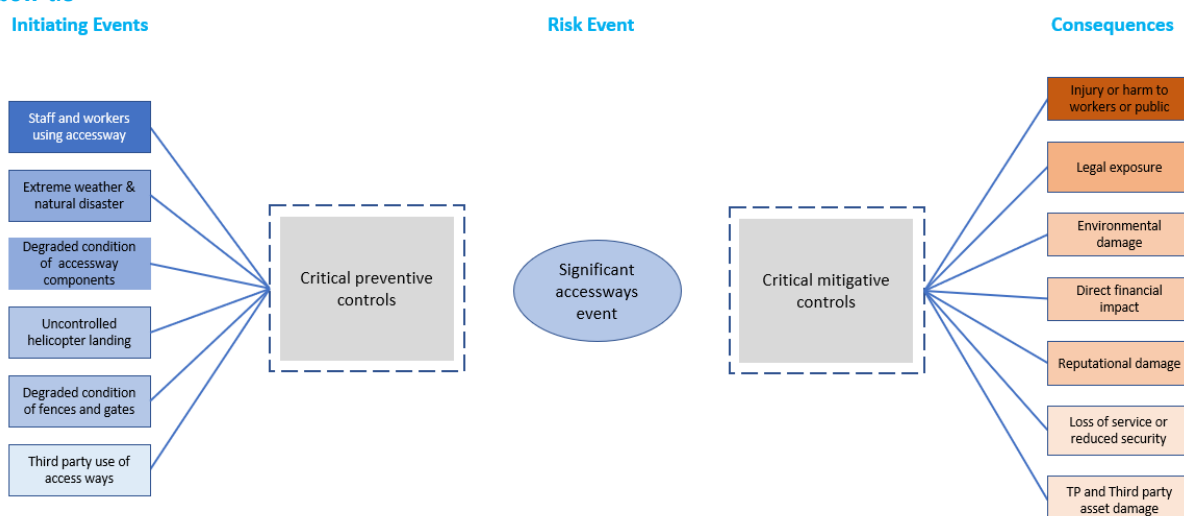 Initiating Events
Risk Event
Consequences
Staff and workers
using accessway
Extreme weather &
natural disaster
Degraded condition
of accessway
components
Uncontrolled
helicopter landing
Degraded condition
of fences and gates
Third party use of
access ways
Critical preventive
controls
Significant
accessways
event
Critical mitigative
controls
Injury or harm to
workers or public
Legal exposure
Environmental
damage
Direct financial
impact
Reputational damage
Loss of service or
reduced security
TP and Third party
asset damage